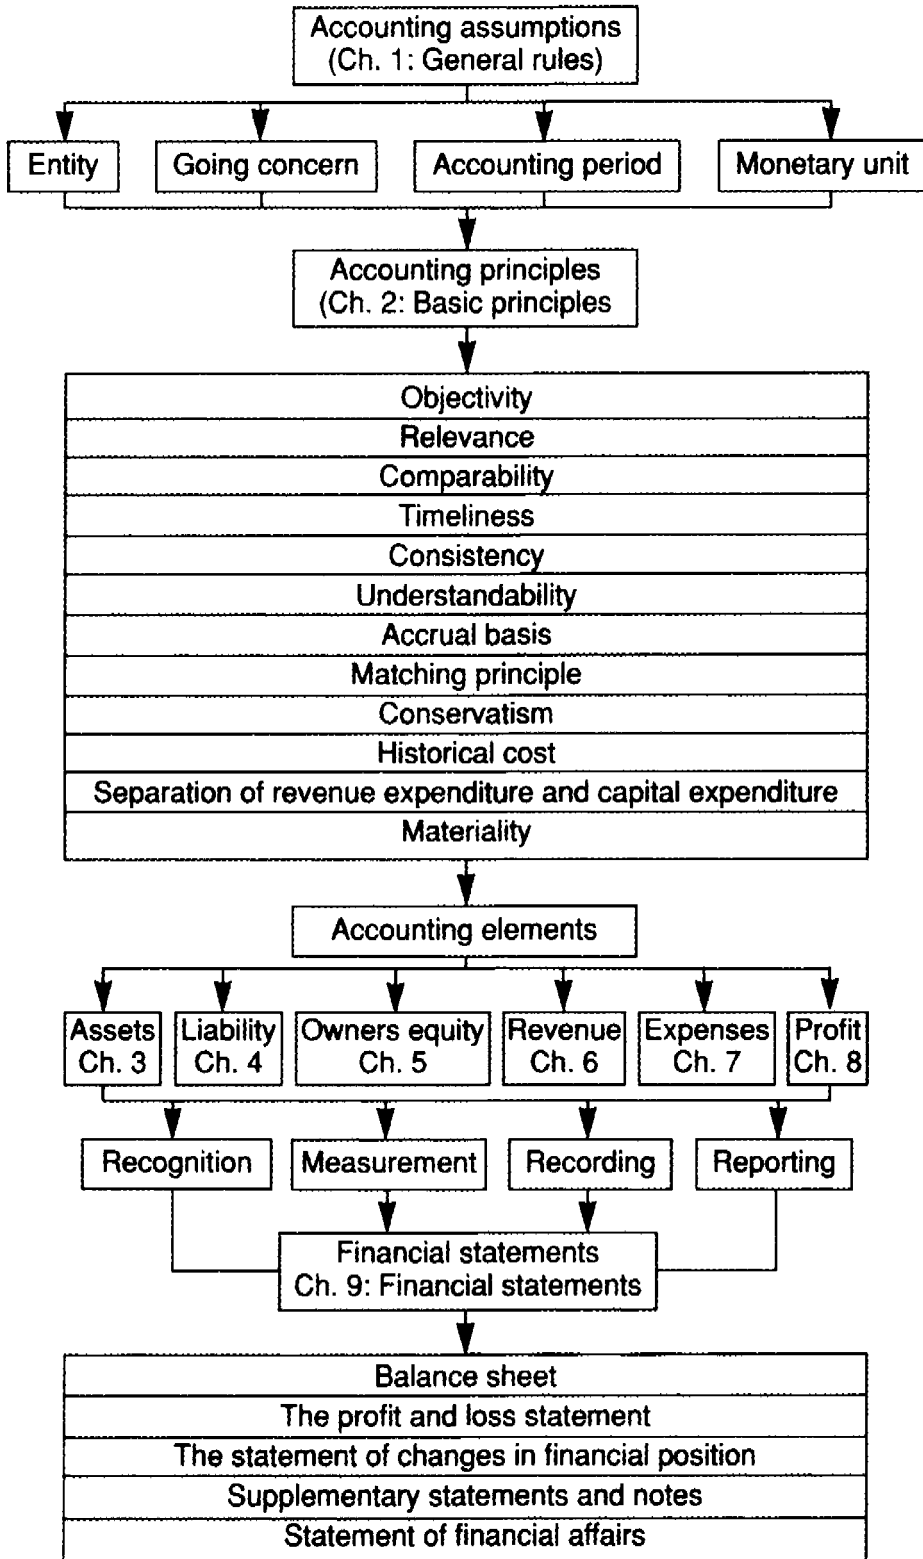 Accounting assumptions
(Ch. 1: General rules)
Entity
Going concern
Accounting period
Monetary unit
Accounting principles
(Ch. 2: Basic principles
Objectivity
Relevance
Comparability
Timeliness
Consistency
Understandability
Accrual basis
Matching principle
Conservatism
Historical cost
Separation of revenue expenditure and capital expenditure
Materiality
Accounting elements
Assets
Ch. 3
Liability
Ch. 4
Owners equity
Ch. 5
Revenue
Ch. 6
Expenses
Ch. 7
Profit
Ch. 8
Recognition
Measurement
Recording
Reporting
Financial statements
Ch. 9: Financial statements
Balance sheet
The profit and loss statement
The statement of changes in financial position
Supplementary statements and notes
Statement of financial affairs